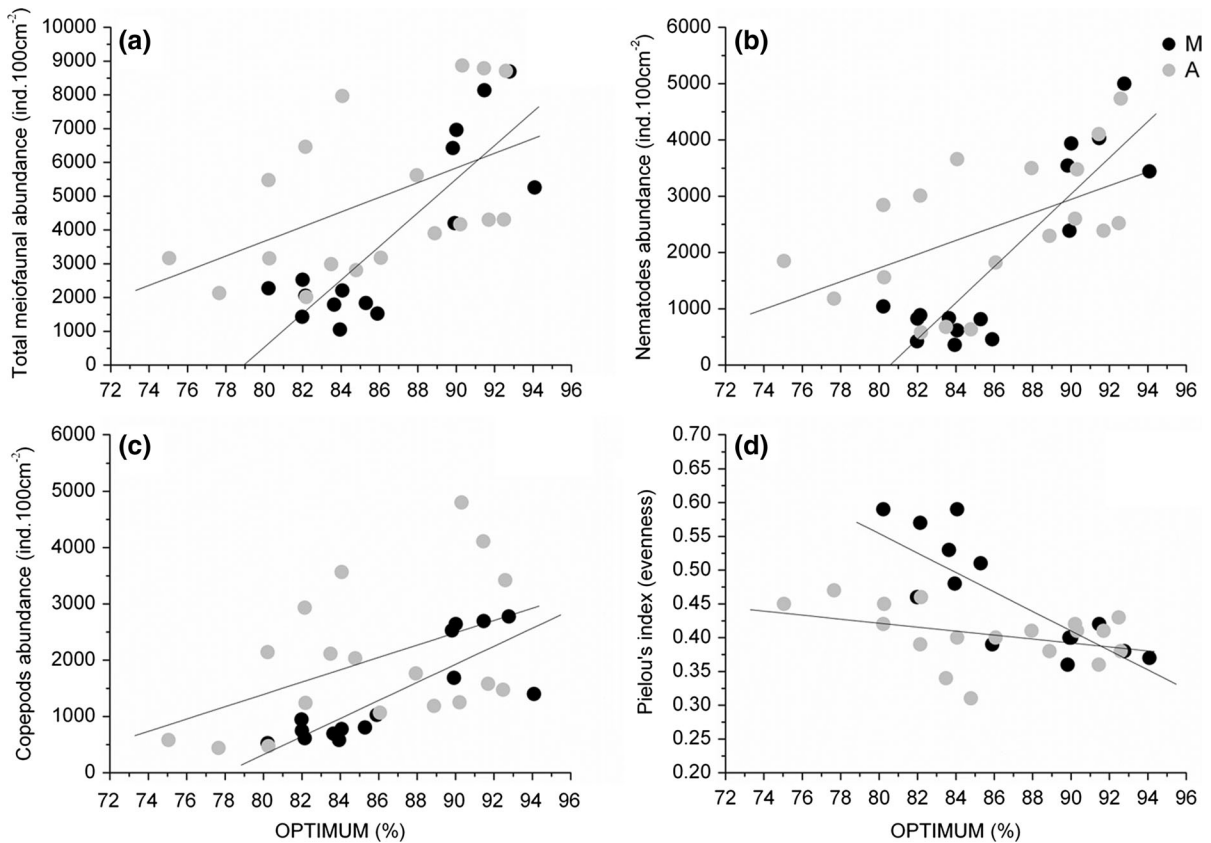 (a)
Total meiofaunal abundance (ind.100cm-2)
10000
9000
8000
7000
6000
5000
4000
3000
2000
1000
0
72 74 76 78 80 82 84 86 88 90 92 94 96
(b)
M
A
Nematodes abundance (ind.100cm-2)
6000
5000
4000
3000
2000
1000
0
72 74 76 78 80 82 84 86 88 90 92 94 96
(c)
Copepods abundance (ind.100cm-2)
6000
5000
4000
3000
2000
1000
0
72 74 76 78 80 82 84 86 88 90 92 94 96
OPTIMUM (%)
(d)
Pielou's index (evenness)
0.70
0.65
0.60
0.55
0.50
0.45
0.40
0.35
0.30
0.25
0.20
72 74 76 78 80 82 84 86 88 90 92 94 96
OPTIMUM (%)